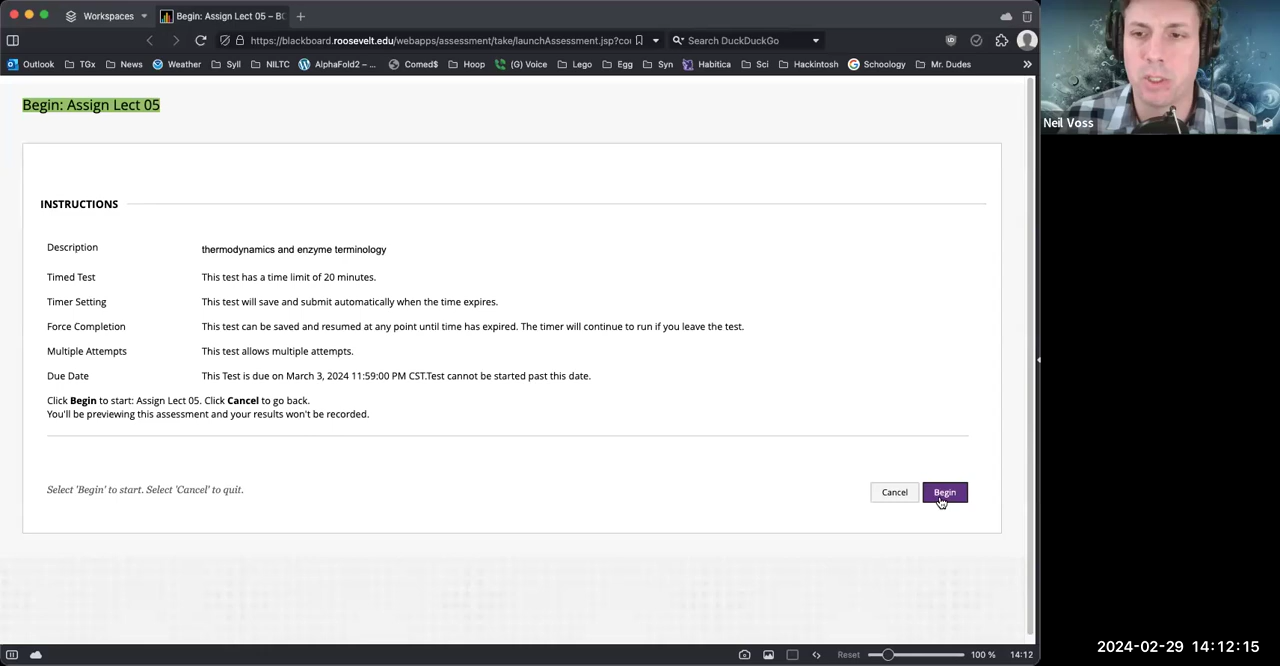 Workspaces
Begin: Assign Lect 05 – BC
https://blackboard.roosevelt.edu/webapps/assessment/take/launchAssessment.jsp?cou
Search DuckDuckGo
Outlook TGx News Weather Syll NILTC AlphaFold2 – ... Comed$ Hoop (G) Voice Lego Egg Syn Habitica Sci Hackintosh Schoology Mr. Dudes
Neil Voss
Begin: Assign Lect 05
INSTRUCTIONS
Description thermodynamics and enzyme terminology
Timed Test This test has a time limit of 20 minutes.
Timer Setting This test will save and submit automatically when the time expires.
Force Completion This test can be saved and resumed at any point until time has expired. The timer will continue to run if you leave the test.
Multiple Attempts This test allows multiple attempts.
Due Date This Test is due on March 3, 2024 11:59:00 PM CST.Test cannot be started past this date.
Click Begin to start: Assign Lect 05. Click Cancel to go back.
You'll be previewing this assessment and your results won't be recorded.
Select 'Begin' to start. Select 'Cancel' to quit.
Cancel Begin
Reset 100 % 14:12
2024-02-29 14:12:15